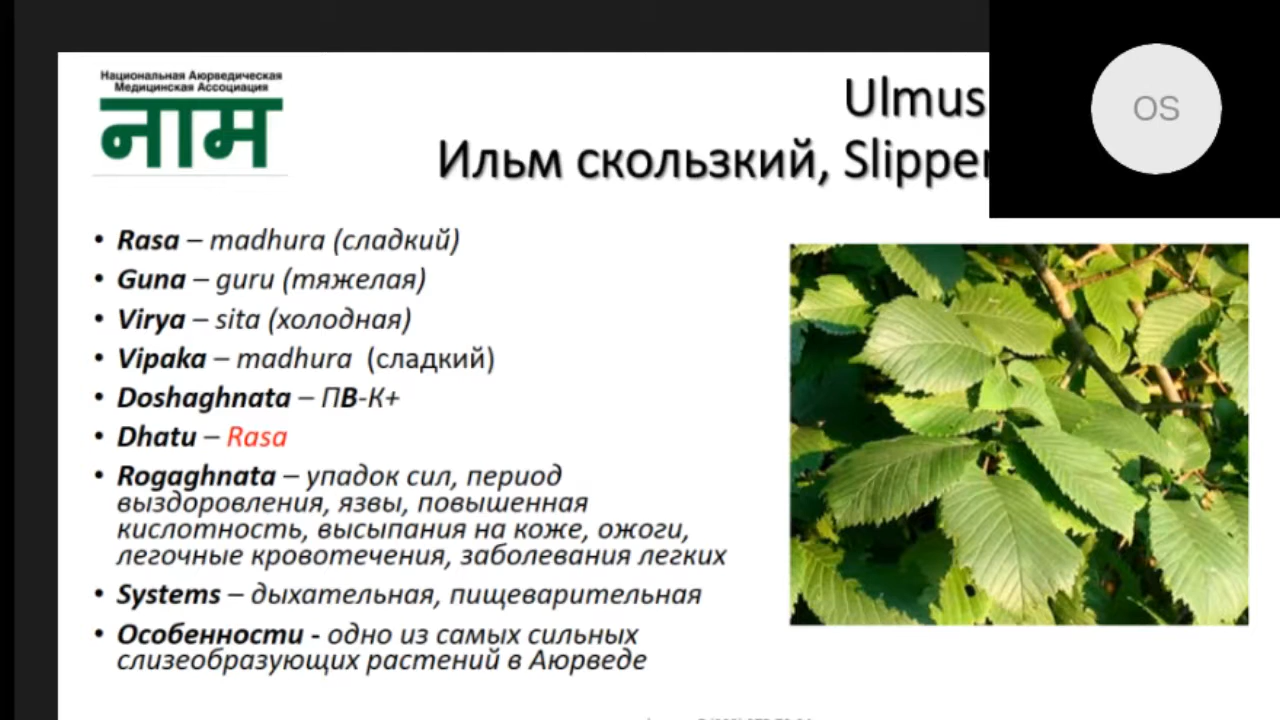 Национальная Аюрведическая
Медицинская Ассоциация
नाम
Ulmus
OS
Ильм скользкий, Slipper
• Rasa – madhura (сладкий)
• Guna – guru (тяжелая)
• Virya – sita (холодная)
• Vipaka – madhura (сладкий)
• Doshaghnata – ПВ-К+
• Dhatu – Rasa
• Rogaghnata – упадок сил, период
выздоровления, язвы, повышенная
кислотность, высыпания на коже, ожоги,
легочные кровотечения, заболевания легких
• Systems – дыхательная, пищеварительная
• Особенности - одно из самых сильных
слизеобразующих растений в Аюрведе